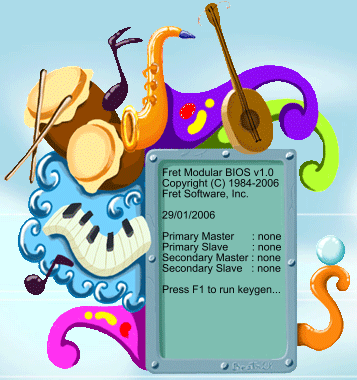 Fret Modular BIOS v1.0
Copyright (C) 1984-2006
Fret Software, Inc.
29/01/2006
Primary Master : none
Primary Slave : none
Secondary Master : none
Secondary Slave : none
Press F1 to run keygen...